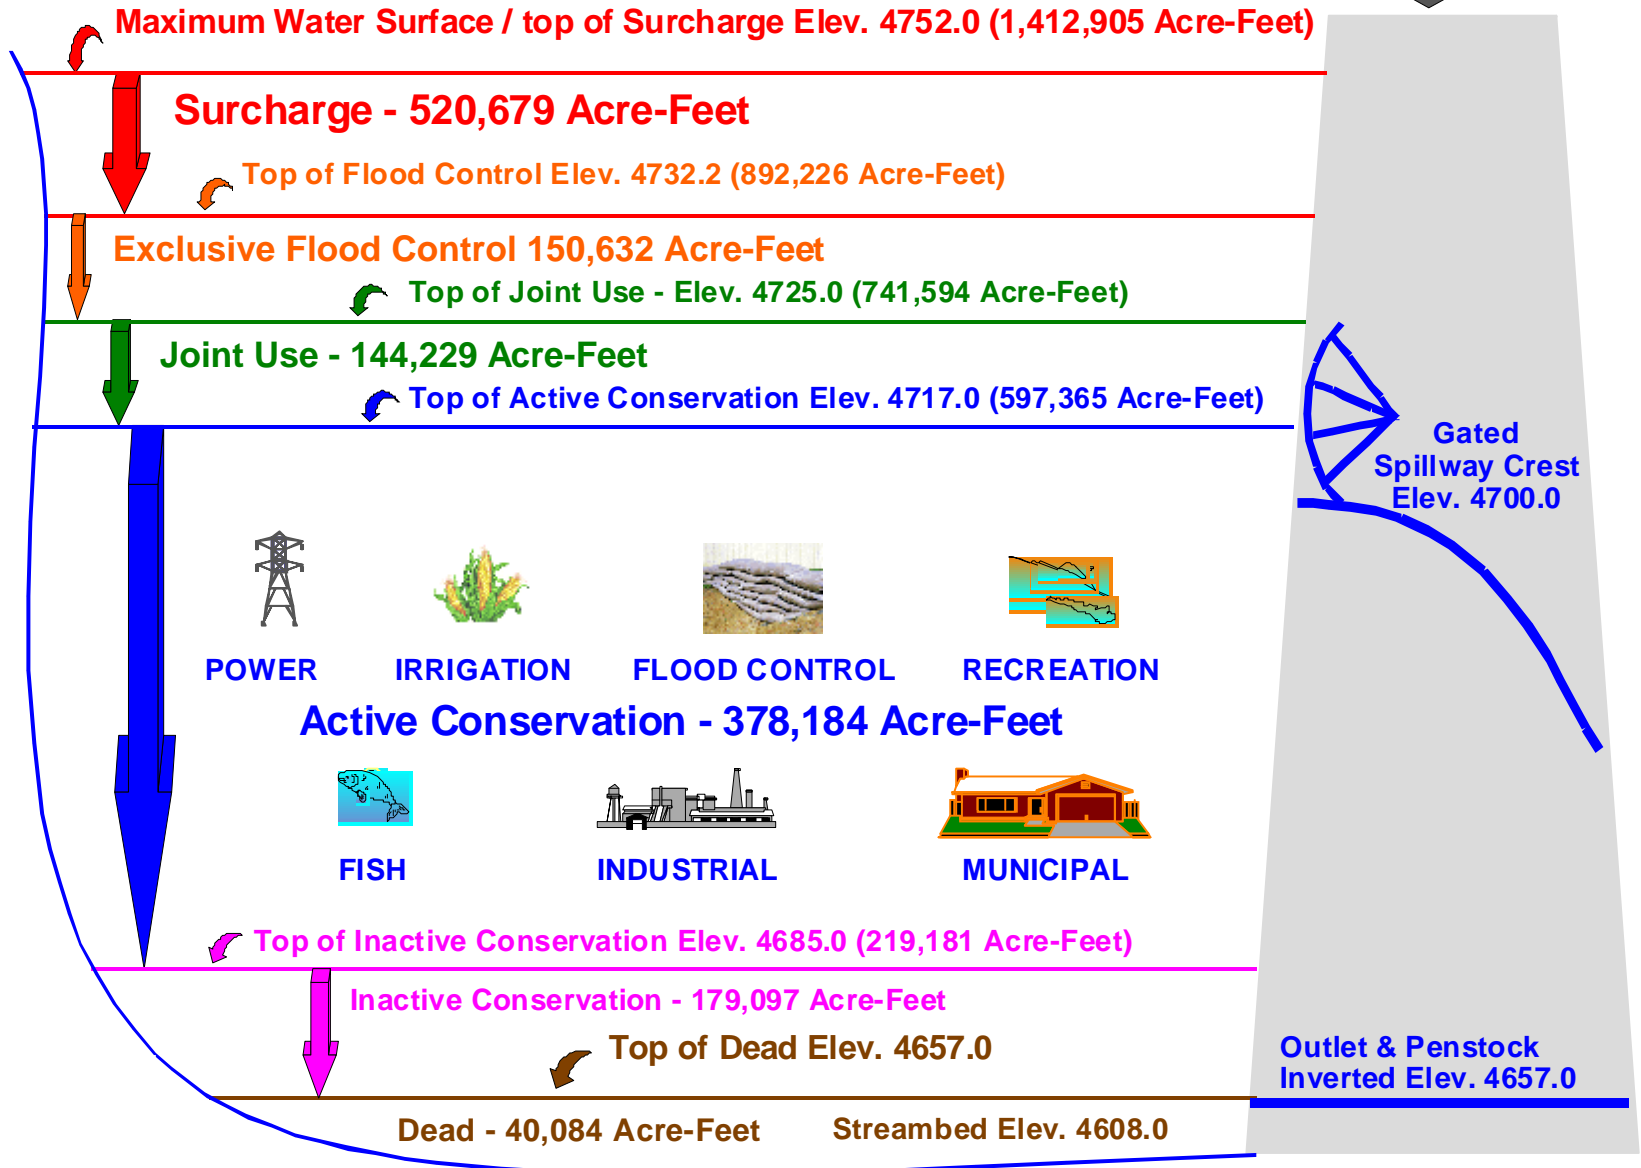 Maximum Water Surface / top of Surcharge Elev. 4752.0 (1,412,905 Acre-Feet)
Surcharge - 520,679 Acre-Feet
Top of Flood Control Elev. 4732.2 (892,226 Acre-Feet)
Exclusive Flood Control 150,632 Acre-Feet
Top of Joint Use - Elev. 4725.0 (741,594 Acre-Feet)
Joint Use - 144,229 Acre-Feet
Top of Active Conservation Elev. 4717.0 (597,365 Acre-Feet)
Gated
Spillway Crest
Elev. 4700.0
POWER IRRIGATION FLOOD CONTROL RECREATION
Active Conservation - 378,184 Acre-Feet
FISH INDUSTRIAL MUNICIPAL
Top of Inactive Conservation Elev. 4685.0 (219,181 Acre-Feet)
Inactive Conservation - 179,097 Acre-Feet
Top of Dead Elev. 4657.0
Outlet & Penstock
Inverted Elev. 4657.0
Dead - 40,084 Acre-Feet Streambed Elev. 4608.0